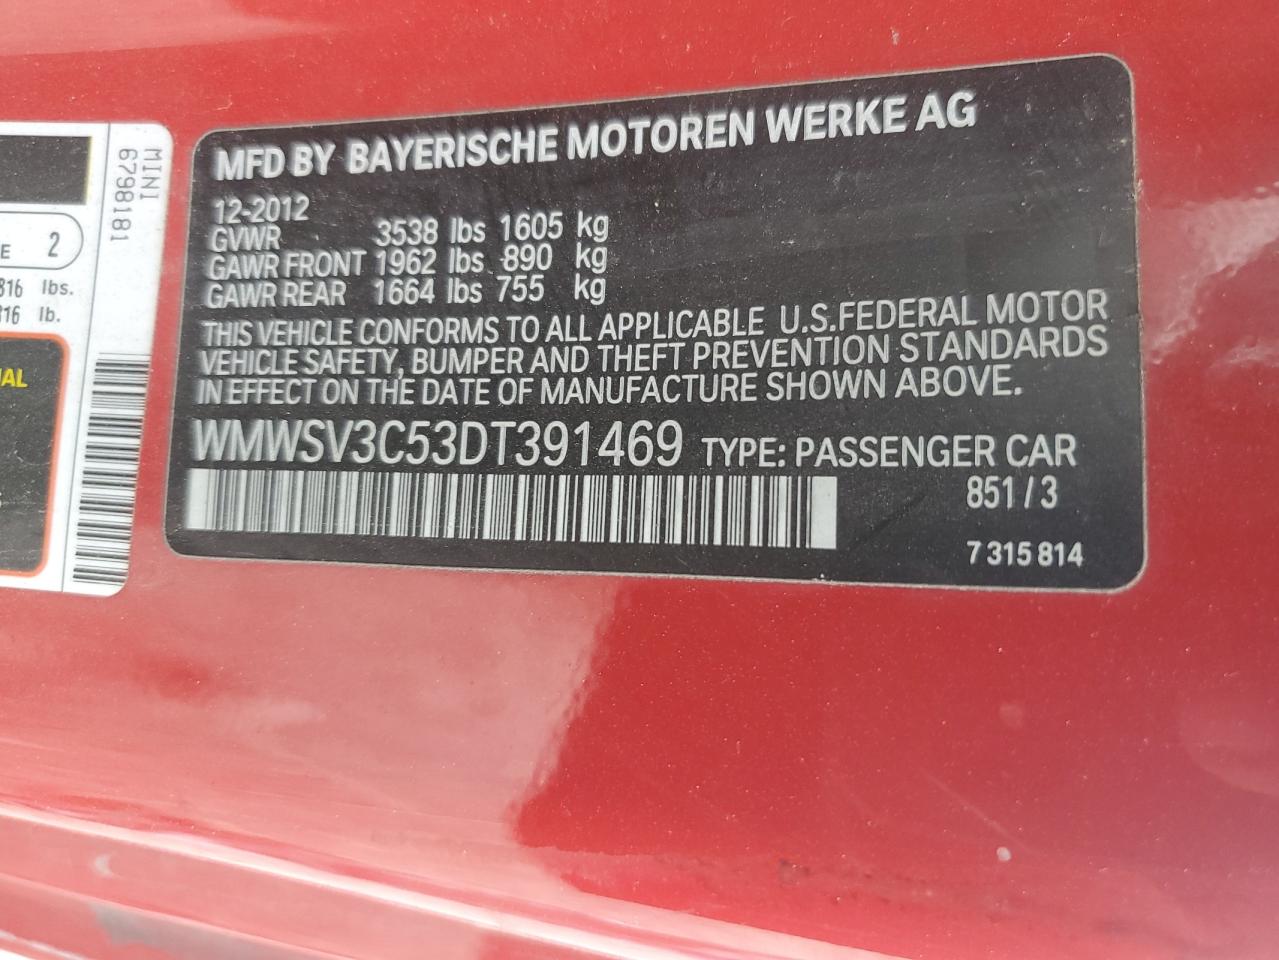 MFD BY BAYERISCHE MOTOREN WERKE AG
12-2012
GVWR 3538 lbs 1605 kg
GAWR FRONT 1962 lbs 890 kg
GAWR REAR 1664 lbs 755 kg
THIS VEHICLE CONFORMS TO ALL APPLICABLE U.S.FEDERAL MOTOR
VEHICLE SAFETY, BUMPER AND THEFT PREVENTION STANDARDS
IN EFFECT ON THE DATE OF MANUFACTURE SHOWN ABOVE.
WMWSV3C53DT391469 TYPE: PASSENGER CAR
851 / 3
7 315 814
MINI
6798181
E 2
816 lbs.
816 lb.
UAL